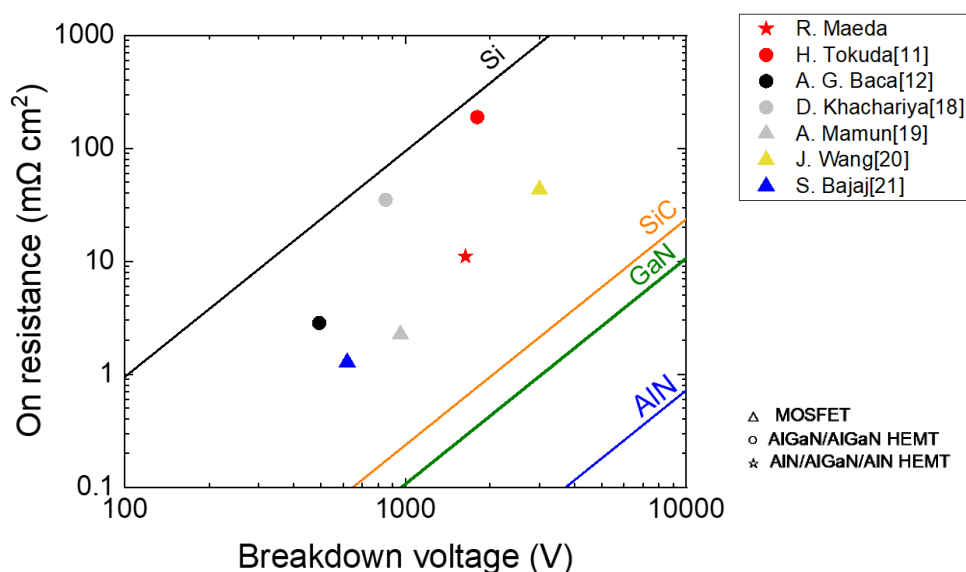 1000
100
10
1
0.1
100
1000
10000
On resistance (mΩ cm²)
Breakdown voltage (V)
Si
SiC
GaN
AlN
R. Maeda
H. Tokuda[11]
A. G. Baca[12]
D. Khachariya[18]
A. Mamun[19]
J. Wang[20]
S. Bajaj[21]
MOSFET
AlGaN/AlGaN HEMT
AlN/AlGaN/AlN HEMT